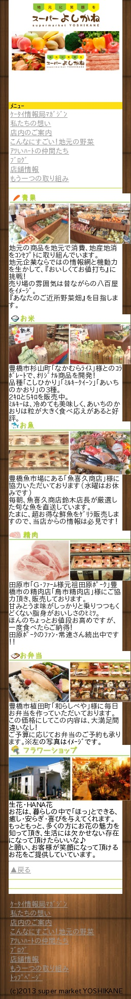 地元に笑顔を
スーパーよしかね
supermarket YOSHIKANE
地元に笑顔を
スーパーよしかね
ﾒﾆｭｰ
ｹｰﾀｲ情報局ﾏｶﾞｼﾞﾝ
私たちの想い
店内のご案内
こんなにすごい！地元の野菜
ｱﾂいﾊｰﾄの仲間たち
ﾌﾞﾛｸﾞ
店舗情報
もう一つの取り組み
青果
地元の商品を地元で消費、地産地消
をｺﾝｾﾌﾟﾄに取り組んでいます。
地元企業ならではの情報網と機動力
を生かして、『おいしくてお値打ち』に
挑戦！
売り場の雰囲気は昔ながらの八百屋
をｲﾒｰｼﾞ。
『あなたのご近所野菜畑』を目指しま
す。
お米
新米
新米
豊橋市杉山町「なかむらﾗｲｽ」様とのｺﾗ
ﾎﾞﾚｰﾄで、ｵﾘｼﾞﾅﾙ商品を開発！
品種「こしひかり」「ﾐﾙｷｰｸｲｰﾝ」「あいち
のかおり」の3種。
2ｷﾛと5ｷﾛを販売中。
ﾐﾙｷｰは、冷めても美味しく、あいちのか
おりは粒が大きく食べ応えがあると好
評。
お魚
豊橋魚市場にある「魚喜久商店」様に
協力いただいております（水曜はお休
みです）
毎朝、魚喜久商店鈴木店長が厳選し
た旬な魚を直送しています。
たまに、超お得な鮮魚をｹﾞﾘﾗ販売しま
すので、当店からの情報は必見です！
精肉
田原市「G・ﾌｧｰﾑ様元祖田原ﾎﾟｰｸ」豊
橋市の精肉店「鳥市精肉店」様にご協
力頂き、販売しております。
甘みとうま味がしっかりと乗りつつもく
どくない脂身がおいしさのﾋﾐﾂ。
ほんのちょっとお値段お高めですが、
一度食べたらご納得！
田原ﾎﾟｰｸのﾌｧﾝ・常連さん続出中です
！！
お弁当
豊橋市植田町「和らしべや」様に毎日
お弁当を作っていただいております。
この価格にしてこの内容は、大満足間
違いなし！
ご予算に応じてお弁当のご予約も承り
ます。※左の写真はｲﾒｰｼﾞです。
フラワーショップ
生花・HANA花
お花は、暮らしの中で「ほっ」とできる、
癒し・安らぎ・喜びを与えてくれます。
もっともっと、多くの方にお花の魅力を
知って頂き、生活には欠かせない存在
になって頂けたらいいな♪
と願い、お客様が笑顔になって頂ける
お花をご提供していています。
▲戻る
ｹｰﾀｲ情報局ﾏｶﾞｼﾞﾝ
私たちの想い
店内のご案内
こんなにすごい！地元の野菜
ｱﾂいﾊｰﾄの仲間たち
ﾌﾞﾛｸﾞ
店舗情報
もう一つの取り組み
ﾄｯﾌﾟﾍﾟｰｼﾞ
(c)2013 super market YOSHIKANE